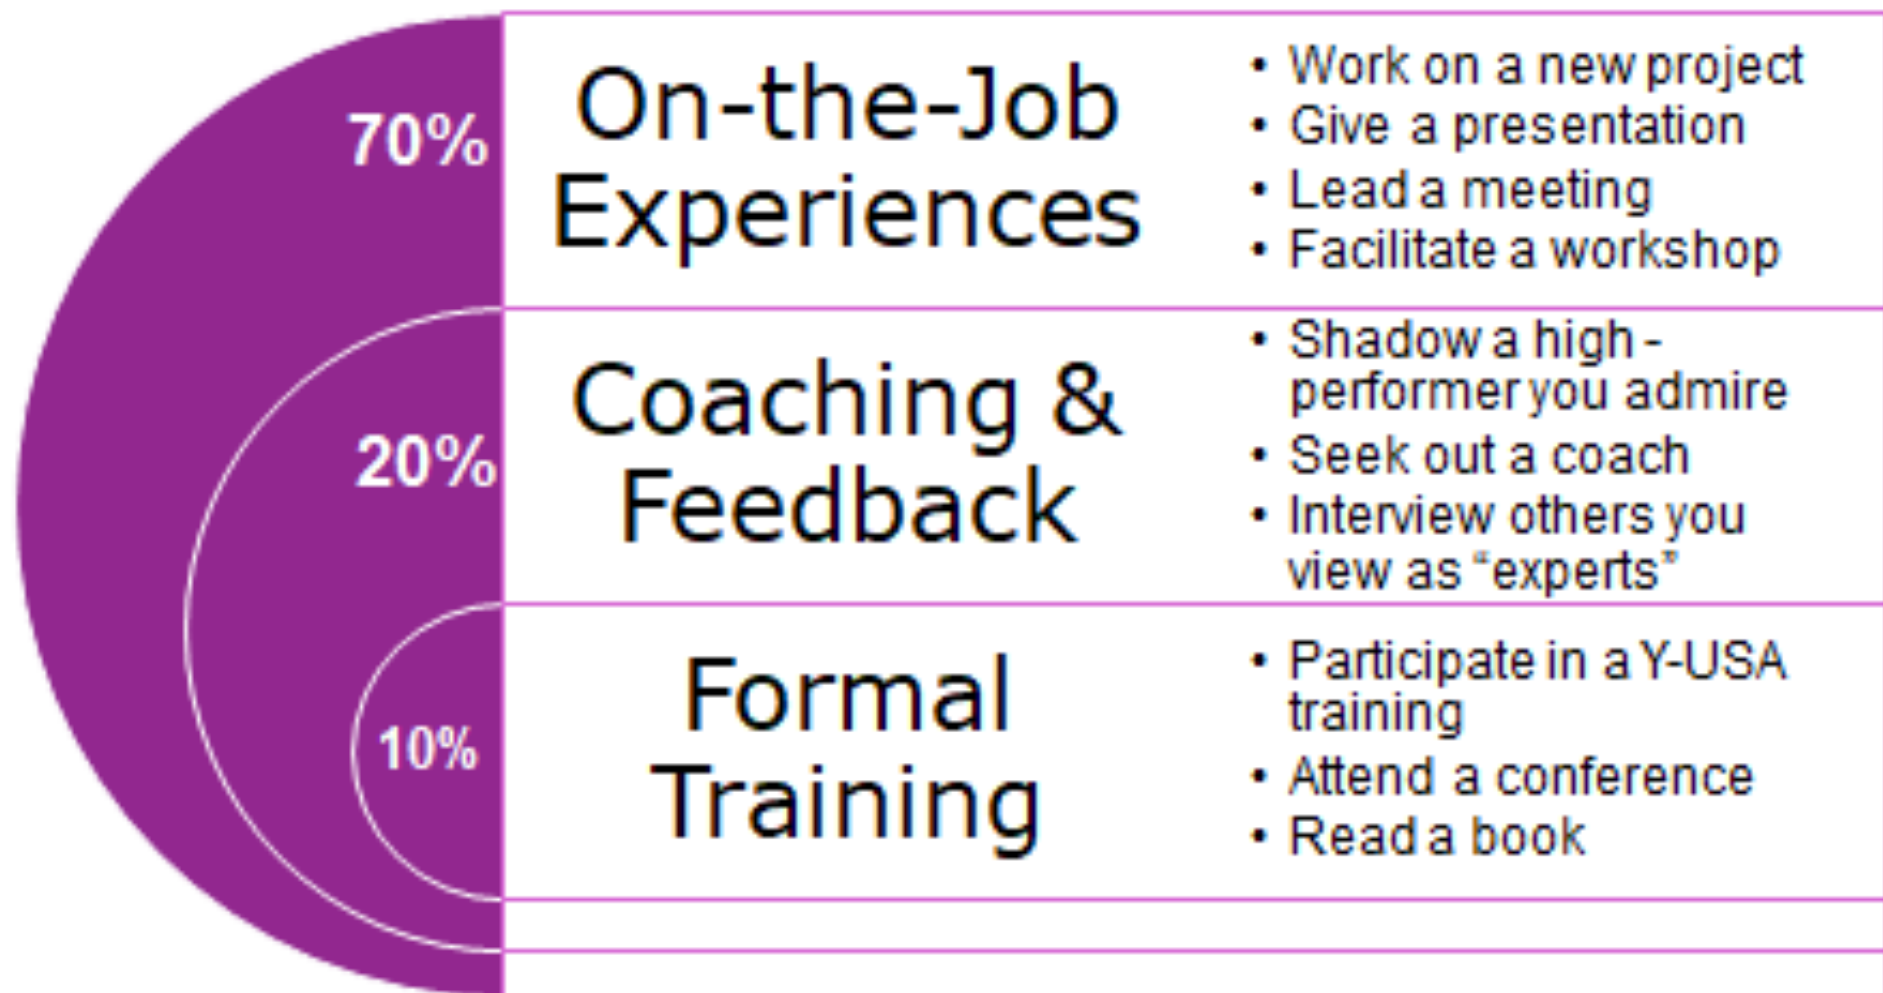 70%
On-the-Job
Experiences
• Work on a new project
• Give a presentation
• Lead a meeting
• Facilitate a workshop
20%
Coaching &
Feedback
• Shadow a high-
performer you admire
• Seek out a coach
• Interview others you
view as “experts”
10%
Formal
Training
• Participate in a Y-USA
training
• Attend a conference
• Read a book